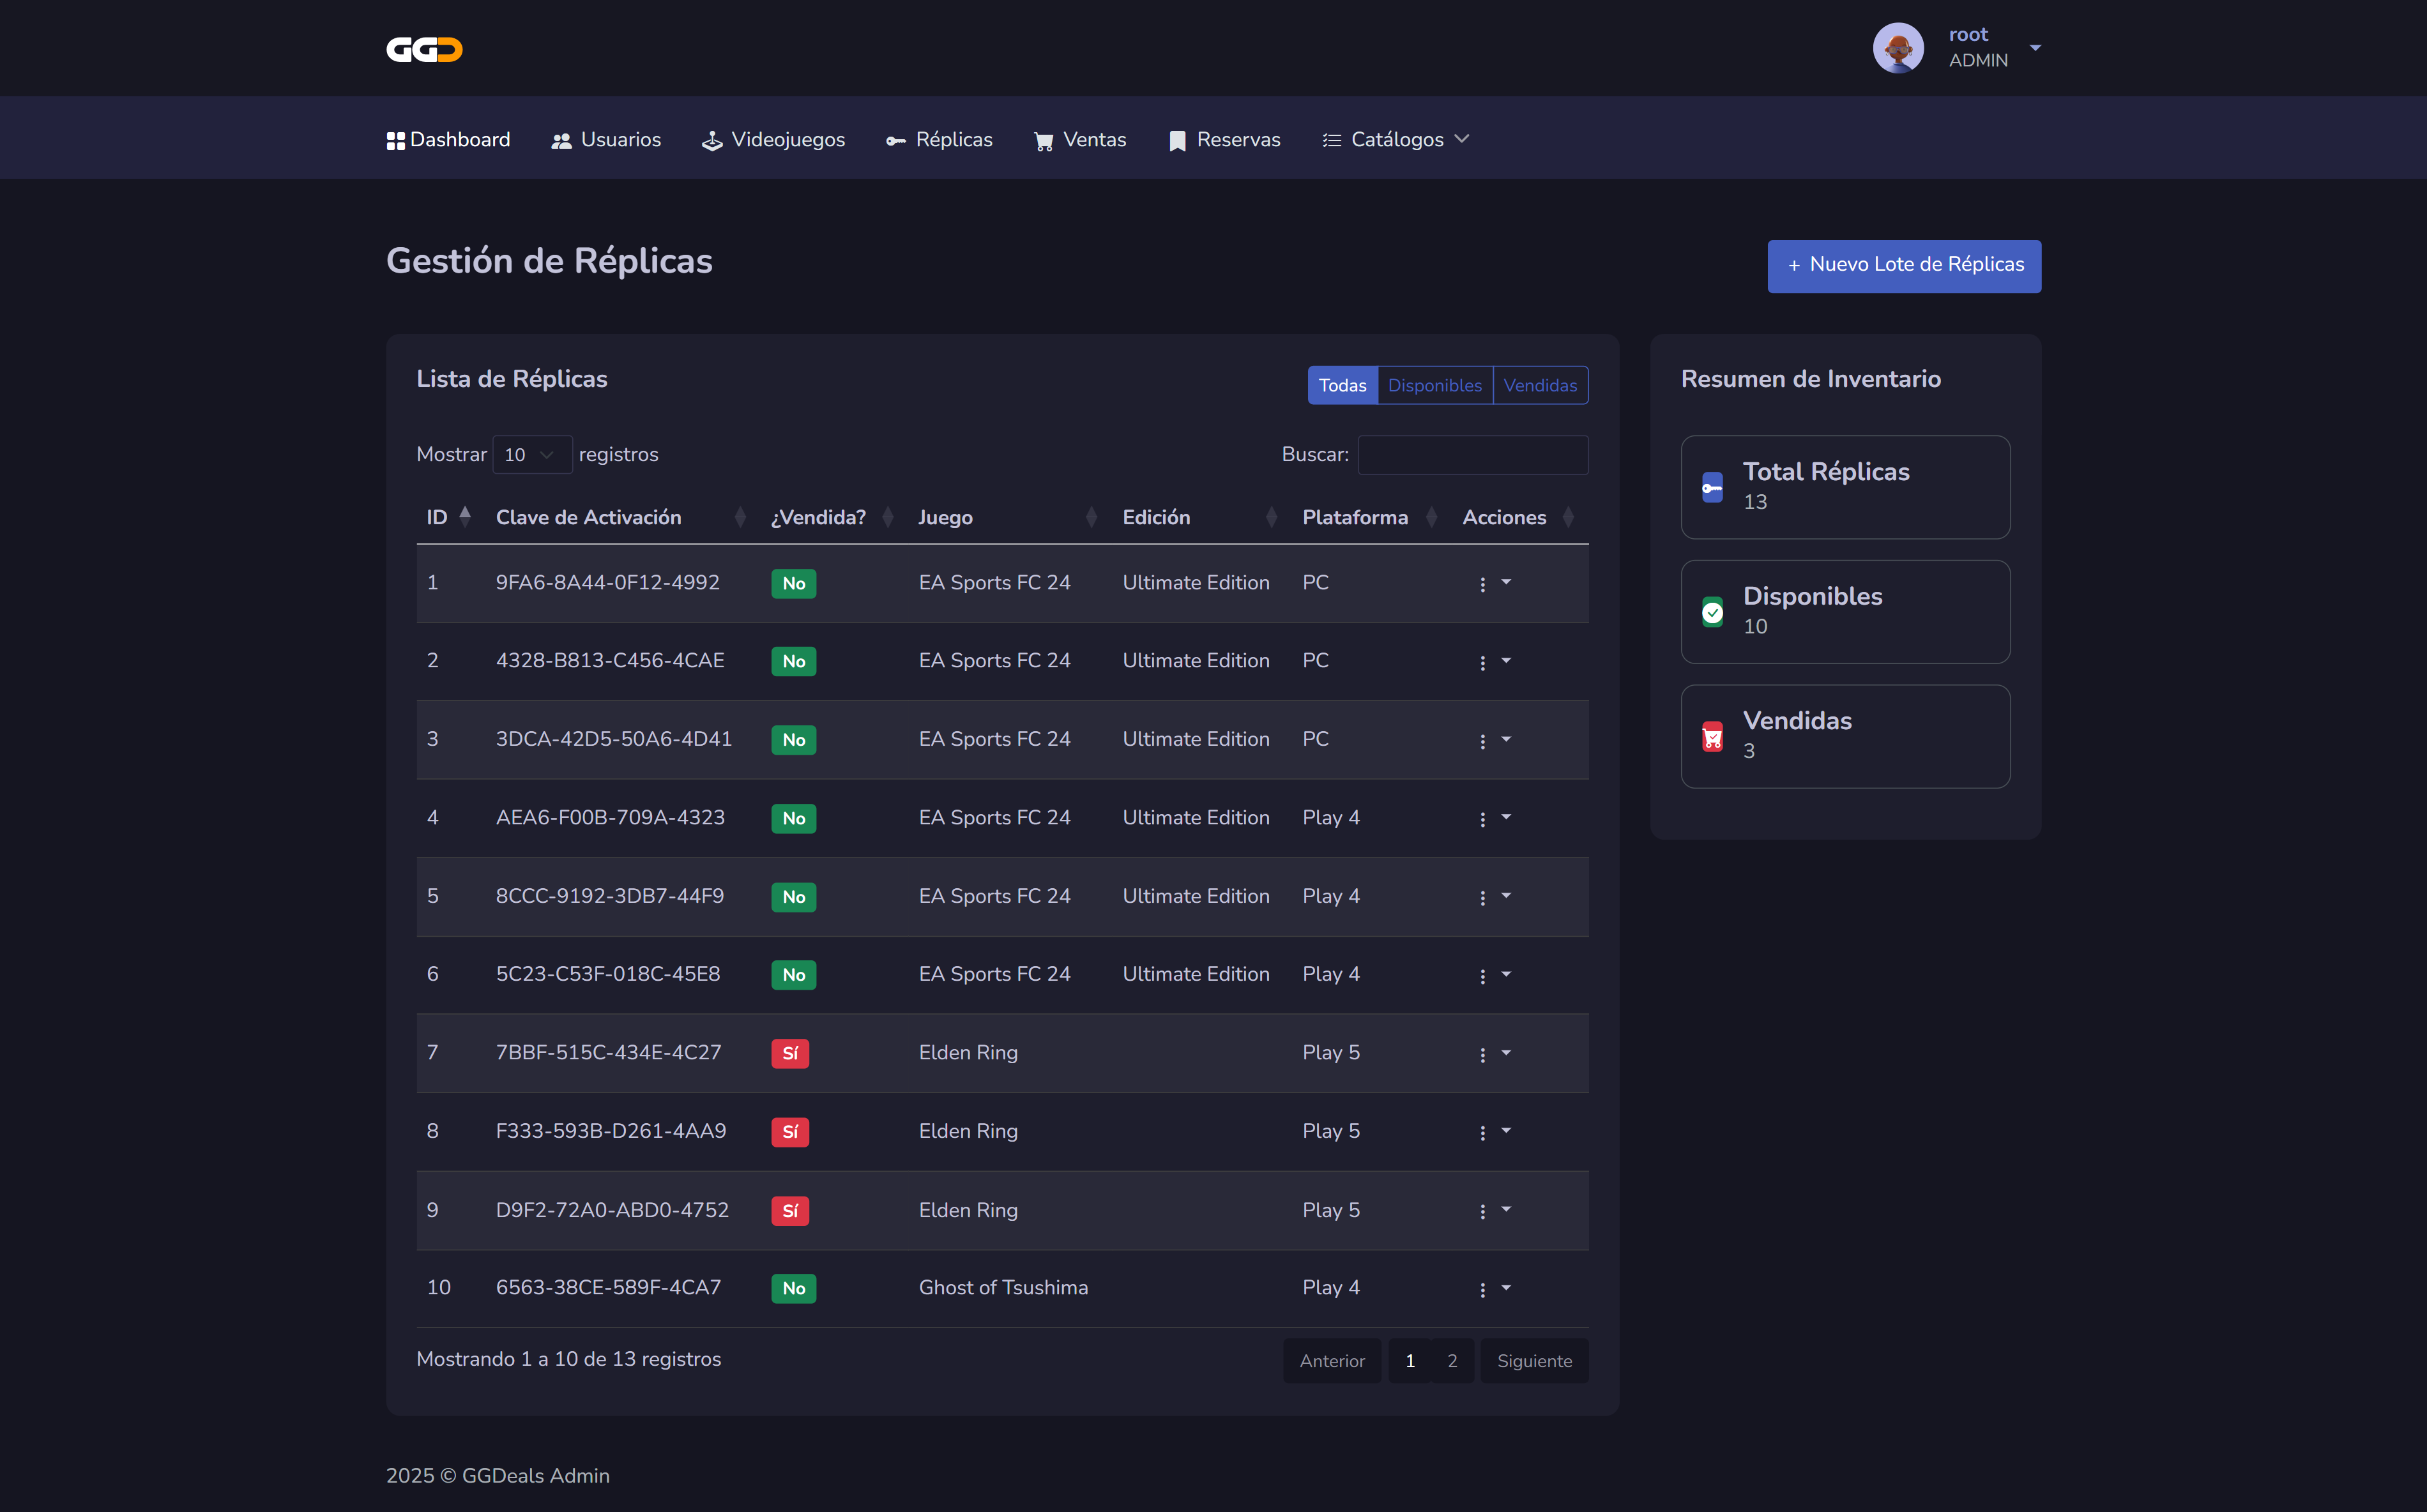 GGD
root
ADMIN
Dashboard Usuarios Videojuegos Réplicas Ventas Reservas Catálogos
Gestión de Réplicas
+ Nuevo Lote de Réplicas
Lista de Réplicas
Todas Disponibles Vendidas
Mostrar 10 registros
Buscar:
ID Clave de Activación ¿Vendida? Juego Edición Plataforma Acciones
1 9FA6-8A44-0F12-4992 No EA Sports FC 24 Ultimate Edition PC
2 4328-B813-C456-4CAE No EA Sports FC 24 Ultimate Edition PC
3 3DCA-42D5-50A6-4D41 No EA Sports FC 24 Ultimate Edition PC
4 AEA6-F00B-709A-4323 No EA Sports FC 24 Ultimate Edition Play 4
5 8CCC-9192-3DB7-44F9 No EA Sports FC 24 Ultimate Edition Play 4
6 5C23-C53F-018C-45E8 No EA Sports FC 24 Ultimate Edition Play 4
7 7BBF-515C-434E-4C27 Sí Elden Ring Play 5
8 F333-593B-D261-4AA9 Sí Elden Ring Play 5
9 D9F2-72A0-ABD0-4752 Sí Elden Ring Play 5
10 6563-38CE-589F-4CA7 No Ghost of Tsushima Play 4
Mostrando 1 a 10 de 13 registros
Anterior 1 2 Siguiente
Resumen de Inventario
Total Réplicas
13
Disponibles
10
Vendidas
3
2025 © GGDeals Admin